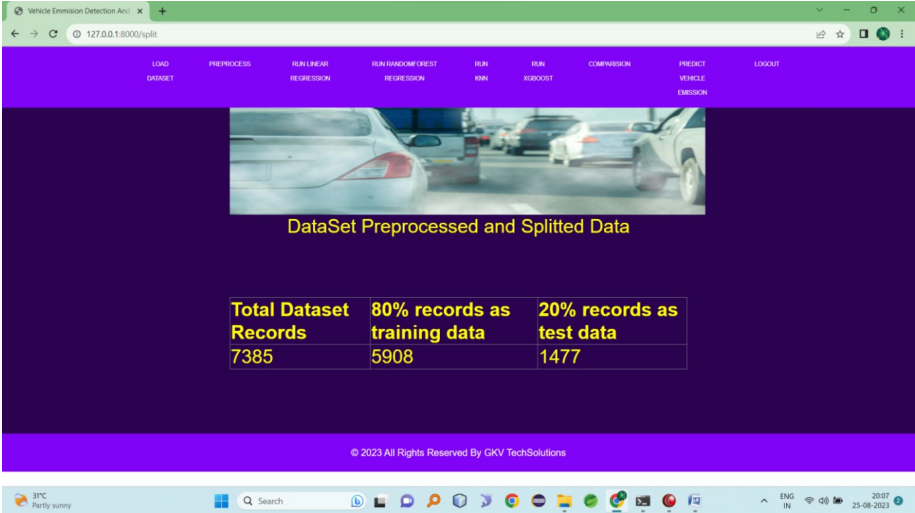 Vehicle Emmision Detection And
127.0.0.1:8000/split
LOAD DATASET
PREPROCESS
RUN LINEAR REGRESSION
RUN RANDOMFOREST REGRESSION
RUN KNN
RUN XGBOOST
COMPARISION
PREDICT VEHICLE EMISSION
LOGOUT
DataSet Preprocessed and Splitted Data
Total Dataset Records
80% records as training data
20% records as test data
7385
5908
1477
© 2023 All Rights Reserved By GKV TechSolutions
31°C
Partly sunny
Search
ENG
IN
20:07
25-08-2023